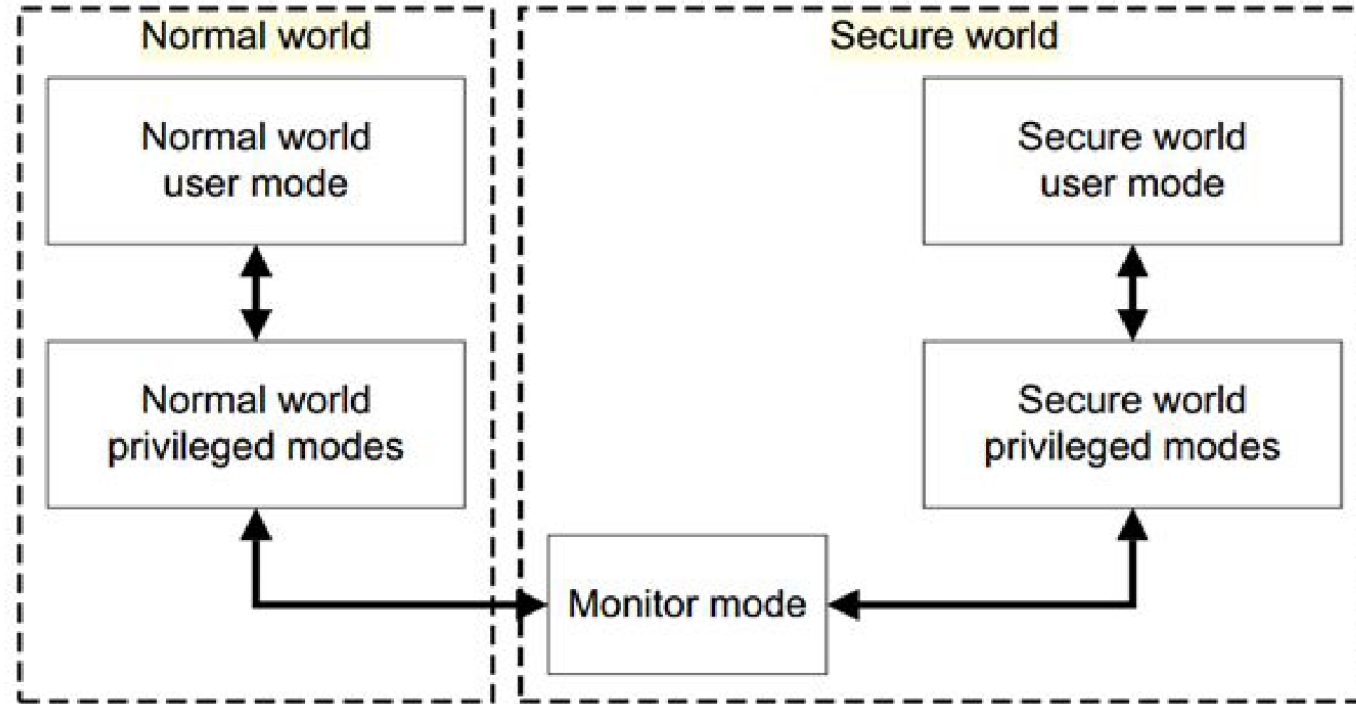 Normal world
Normal world
user mode
Normal world
privileged modes
Secure world
Secure world
user mode
Secure world
privileged modes
Monitor mode